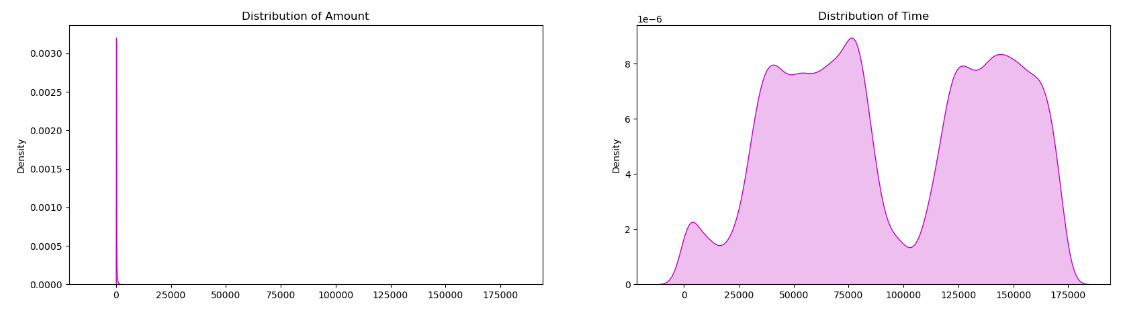 Distribution of Amount
Density
0.0030
0.0025
0.0020
0.0015
0.0010
0.0005
0.0000
0 25000 50000 75000 100000 125000 150000 175000
Distribution of Time
1e−6
Density
8
6
4
2
0
0 25000 50000 75000 100000 125000 150000 175000